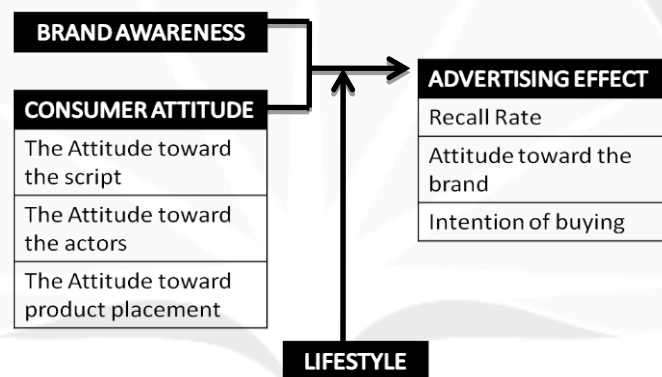 BRAND AWARENESS
CONSUMER ATTITUDE
The Attitude toward
the script
The Attitude toward
the actors
The Attitude toward
product placement
ADVERTISING EFFECT
Recall Rate
Attitude toward the
brand
Intention of buying
LIFESTYLE